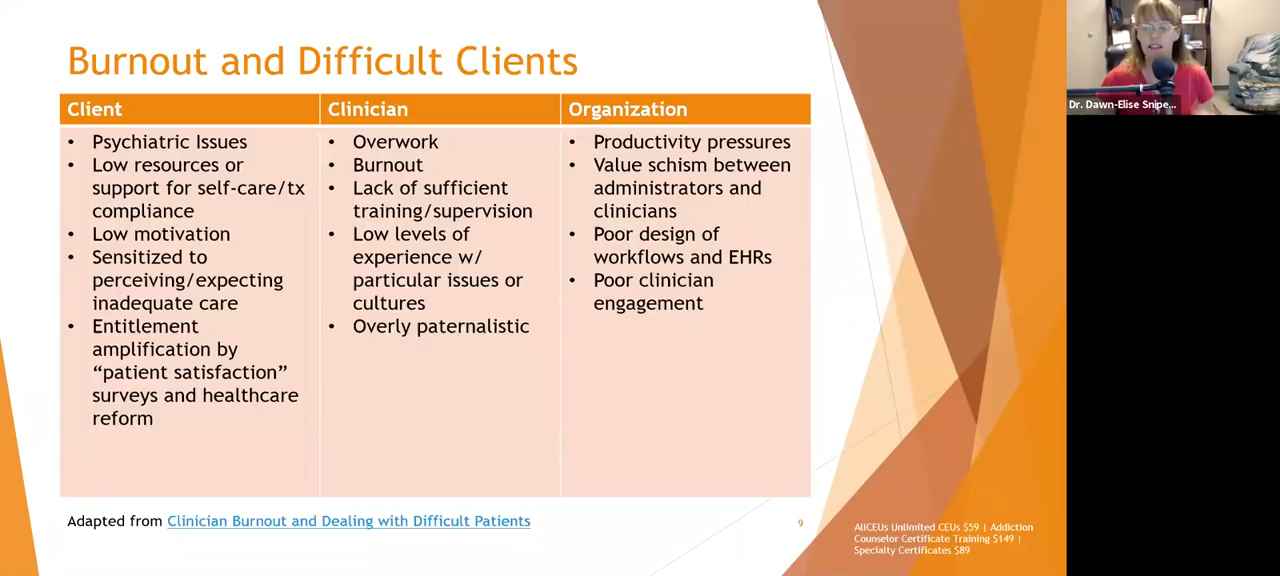 Burnout and Difficult Clients
Client
Clinician
Organization
• Psychiatric Issues
• Low resources or
support for self-care/tx
compliance
• Low motivation
• Sensitized to
perceiving/expecting
inadequate care
• Entitlement
amplification by
“patient satisfaction”
surveys and healthcare
reform
• Overwork
• Burnout
• Lack of sufficient
training/supervision
• Low levels of
experience w/
particular issues or
cultures
• Overly paternalistic
• Productivity pressures
• Value schism between
administrators and
clinicians
• Poor design of
workflows and EHRs
• Poor clinician
engagement
Adapted from Clinician Burnout and Dealing with Difficult Patients
9
AllCEUs Unlimited CEUs $59 | Addiction
Counselor Certificate Training $149 |
Specialty Certificates $89
Dr. Dawn-Elise Snipe...